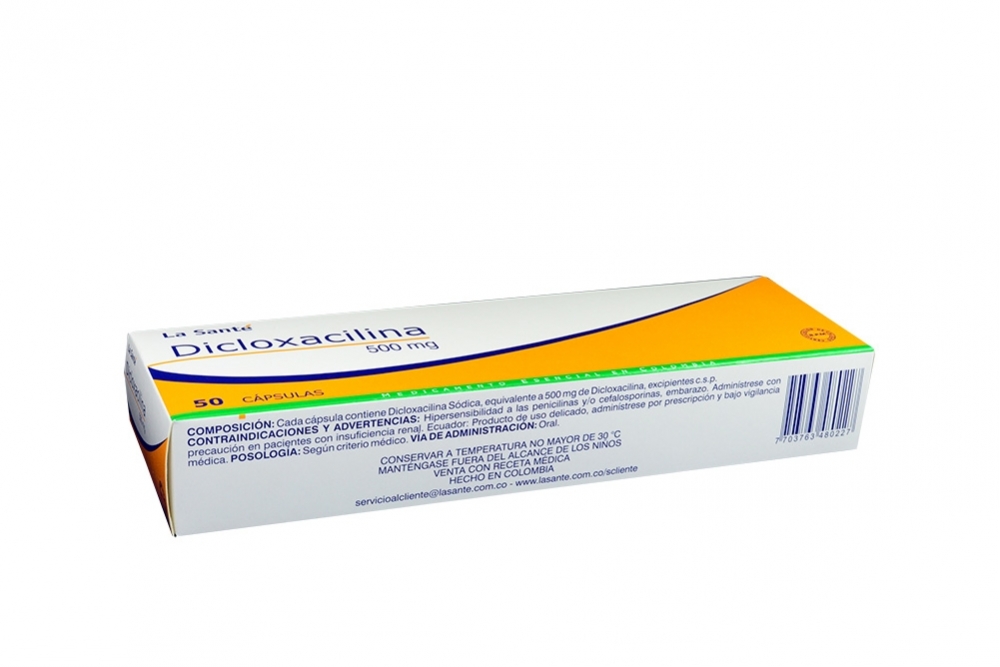 La Santé
Dicloxacilina
500 mg
50 CÁPSULAS
MEDICAMENTO ESENCIAL EN COLOMBIA
COMPOSICIÓN: Cada cápsula contiene Dicloxacilina Sódica, equivalente a 500 mg de Dicloxacilina, excipientes c.s.p.
CONTRAINDICACIONES Y ADVERTENCIAS: Hipersensibilidad a las penicilinas y/o cefalosporinas, embarazo. Adminístrese con
precaución en pacientes con insuficiencia renal. Ecuador: Producto de uso delicado, adminístrese por prescripción y bajo vigilancia
médica. POSOLOGÍA: Según criterio médico. VÍA DE ADMINISTRACIÓN: Oral.
CONSERVAR A TEMPERATURA NO MAYOR DE 30 °C
MANTÉNGASE FUERA DEL ALCANCE DE LOS NIÑOS
VENTA CON RECETA MÉDICA
HECHO EN COLOMBIA
servicioalcliente@lasante.com.co - www.lasante.com.co/scliente
7 703763 480227